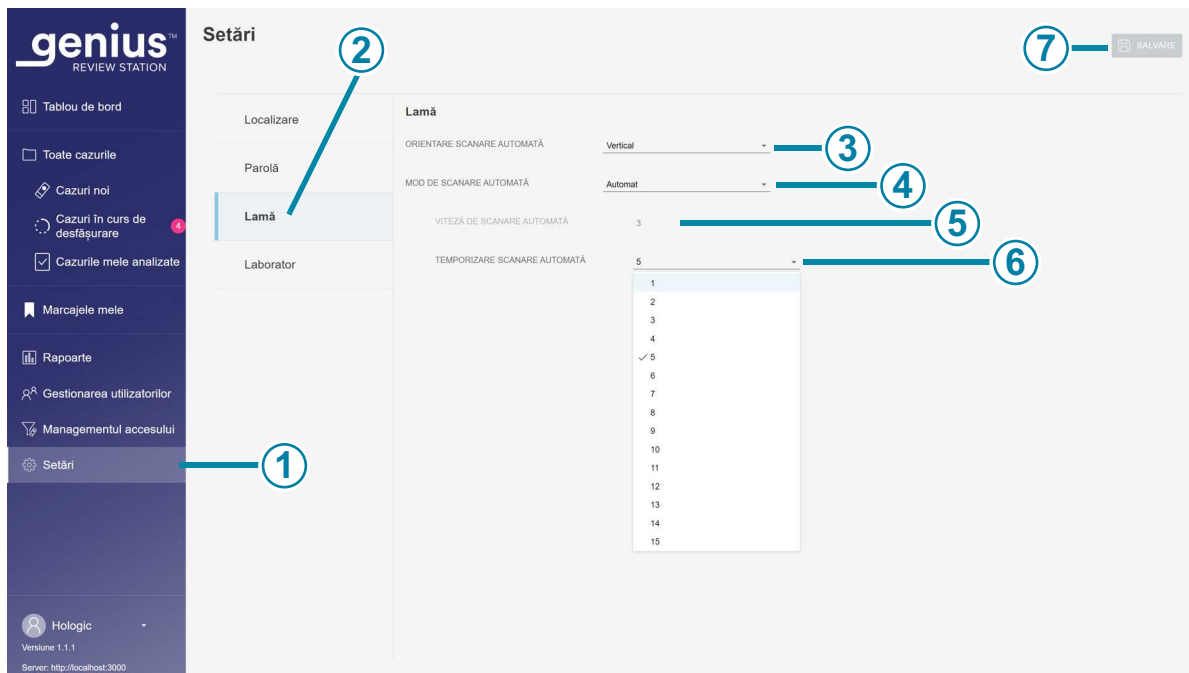 genius™
REVIEW STATION
Tablou de bord
Toate cazurile
Cazuri noi
Cazuri în curs de
desfășurare
4
Cazurile mele analizate
Marcajele mele
Rapoarte
Gestionarea utilizatorilor
Managementul accesului
Setări
Hologic
Versiune 1.1.1
Server: http://localhost:3000
Setări
SALVARE
Localizare
Parolă
Lamă
Laborator
Lamă
ORIENTARE SCANARE AUTOMATĂ Vertical
MOD DE SCANARE AUTOMATĂ Automat
VITEZĂ DE SCANARE AUTOMATĂ 3
TEMPORIZARE SCANARE AUTOMATĂ 5
1
2
3
4
5
6
7
8
9
10
11
12
13
14
15
1
2
3
4
5
6
7